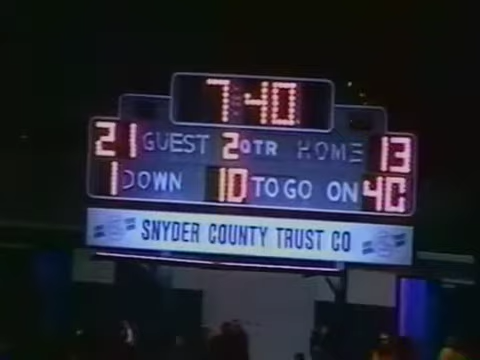 7:40
21 GUEST 2 QTR HOME 13
1 DOWN 10 TO GO ON 40
SNYDER COUNTY TRUST CO